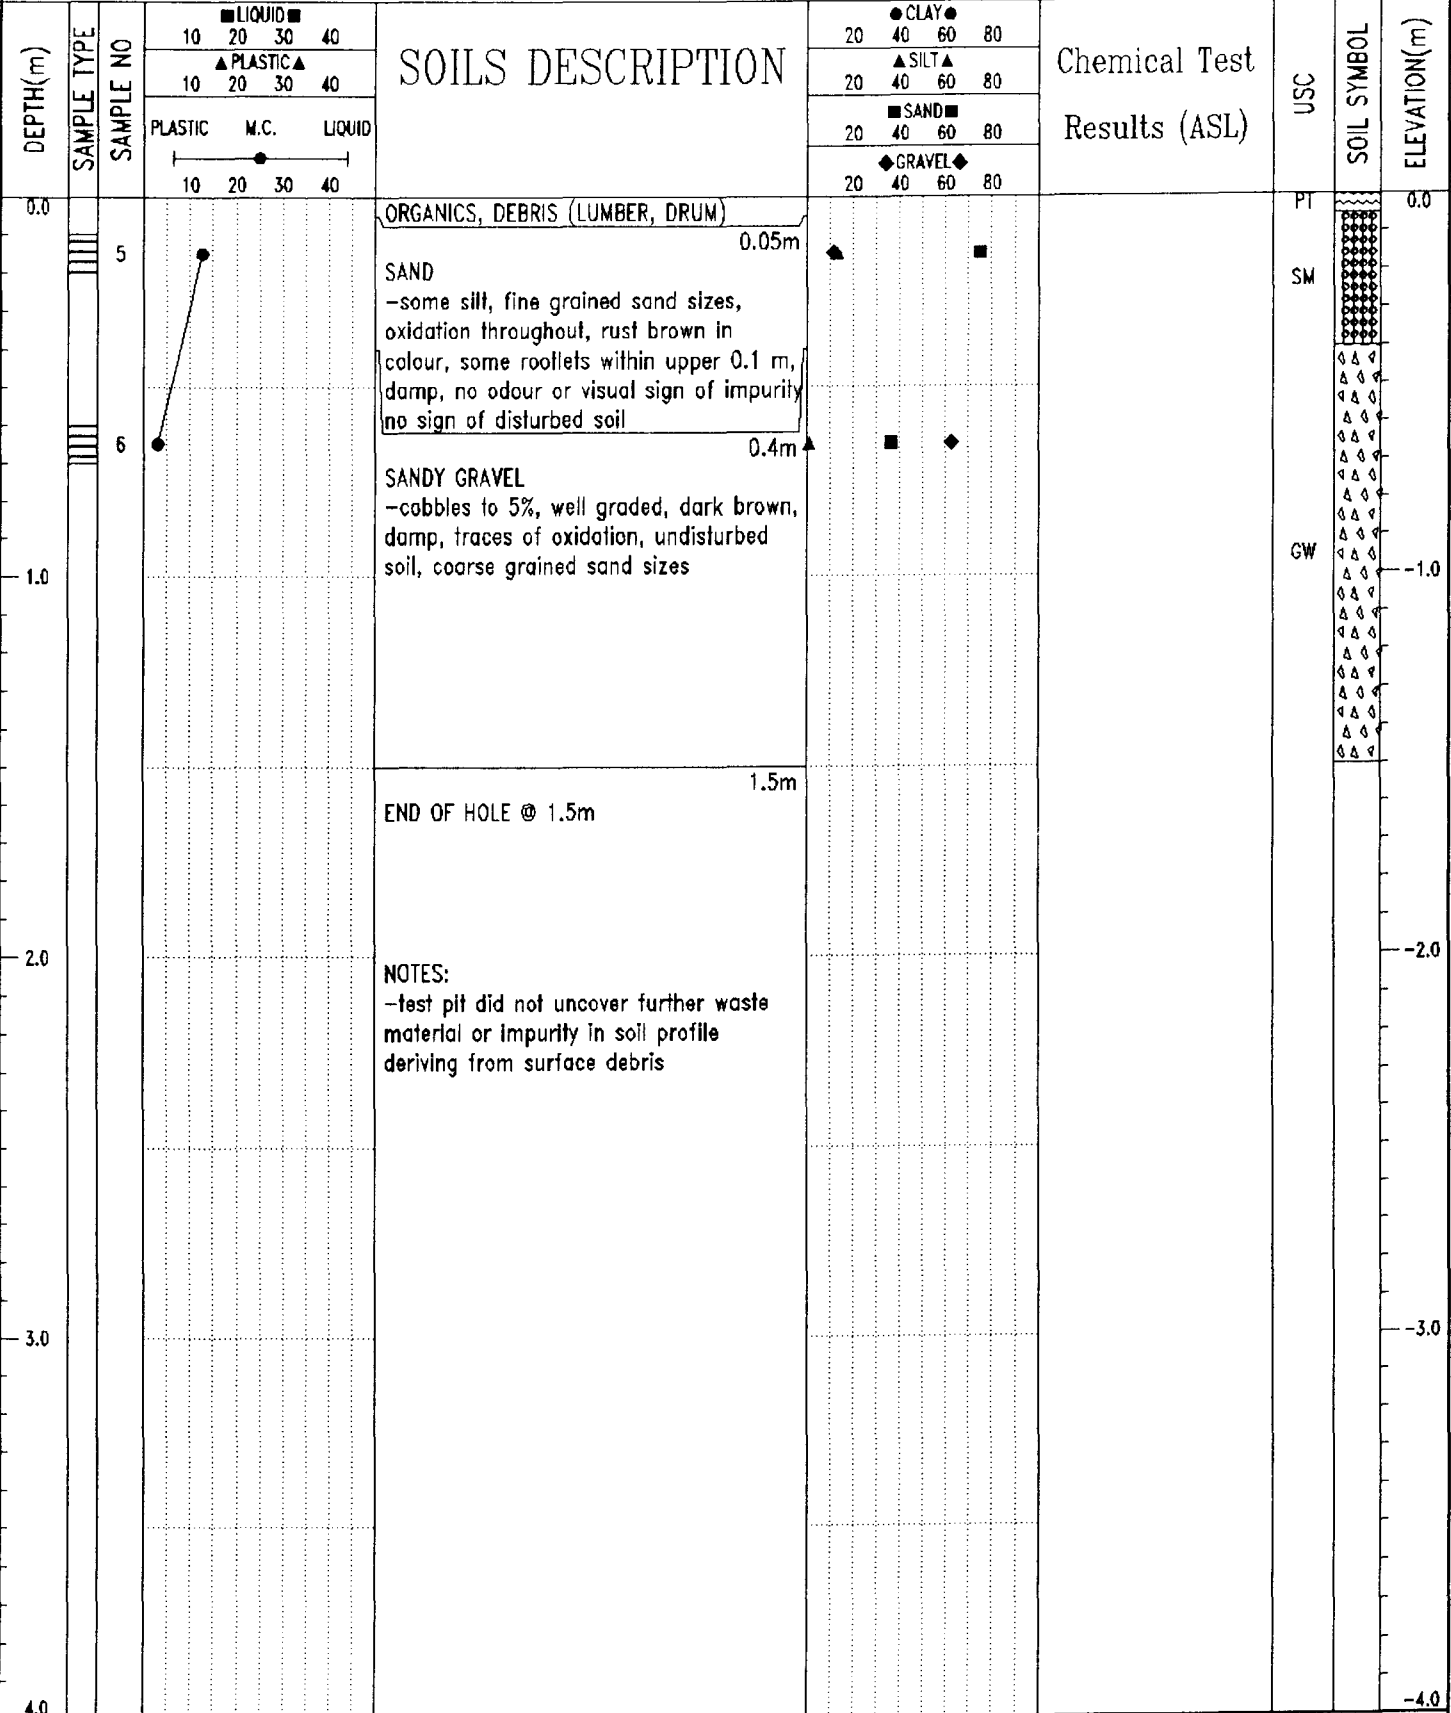 DEPTH(m)
SAMPLE TYPE
SAMPLE NO
■LIQUID■
10 20 30 40
▲PLASTIC▲
10 20 30 40
PLASTIC M.C. LIQUID
10 20 30 40
SOILS DESCRIPTION
●CLAY●
20 40 60 80
▲SILT▲
20 40 60 80
■SAND■
20 40 60 80
◆GRAVEL◆
20 40 60 80
Chemical Test
Results (ASL)
USC
SOIL SYMBOL
ELEVATION(m)
0.0
ORGANICS, DEBRIS (LUMBER, DRUM)
PT
0.0
0.05m
5
SAND
SM
-some silt, fine grained sand sizes,
oxidation throughout, rust brown in
colour, some rootlets within upper 0.1 m,
damp, no odour or visual sign of impurity
no sign of disturbed soil
6
0.4m
SANDY GRAVEL
-cobbles to 5%, well graded, dark brown,
damp, traces of oxidation, undisturbed
soil, coarse grained sand sizes
GW
1.0
-1.0
1.5m
END OF HOLE @ 1.5m
2.0
-2.0
NOTES:
-test pit did not uncover further waste
material or impurity in soil profile
deriving from surface debris
3.0
-3.0
4.0
-4.0